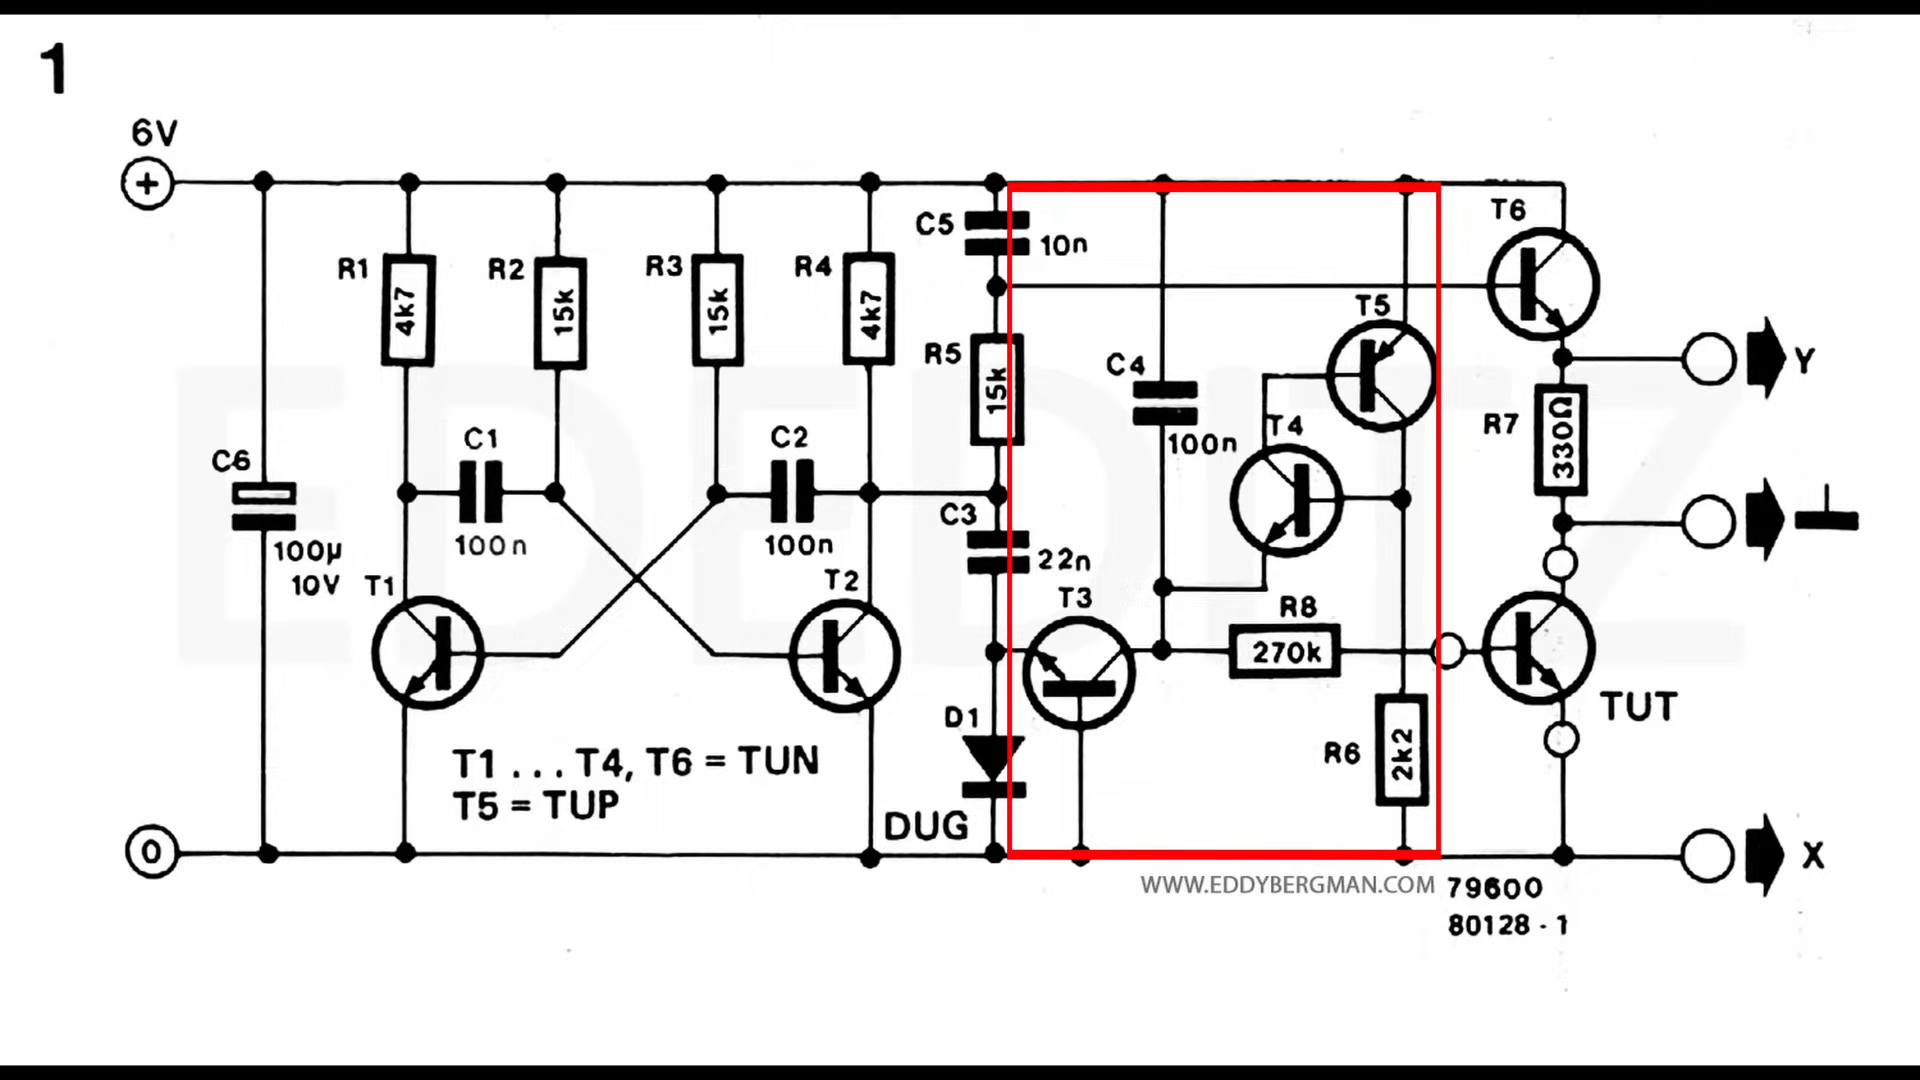 1
6V
+
T6
C5
10n
R1
R2
R3
R4
4k7
15k
15k
4k7
T5
R5
15k
C4
100n
Y
T4
R7
330Ω
C6
100µ
10V
C1
100n
C2
100n
C3
22n
T1
T2
T3
R8
270k
D1
TUT
T1 ... T4, T6 = TUN
T5 = TUP
R6
2k2
DUG
0
X
WWW.EDDYBERGMAN.COM
79600
80128 - 1